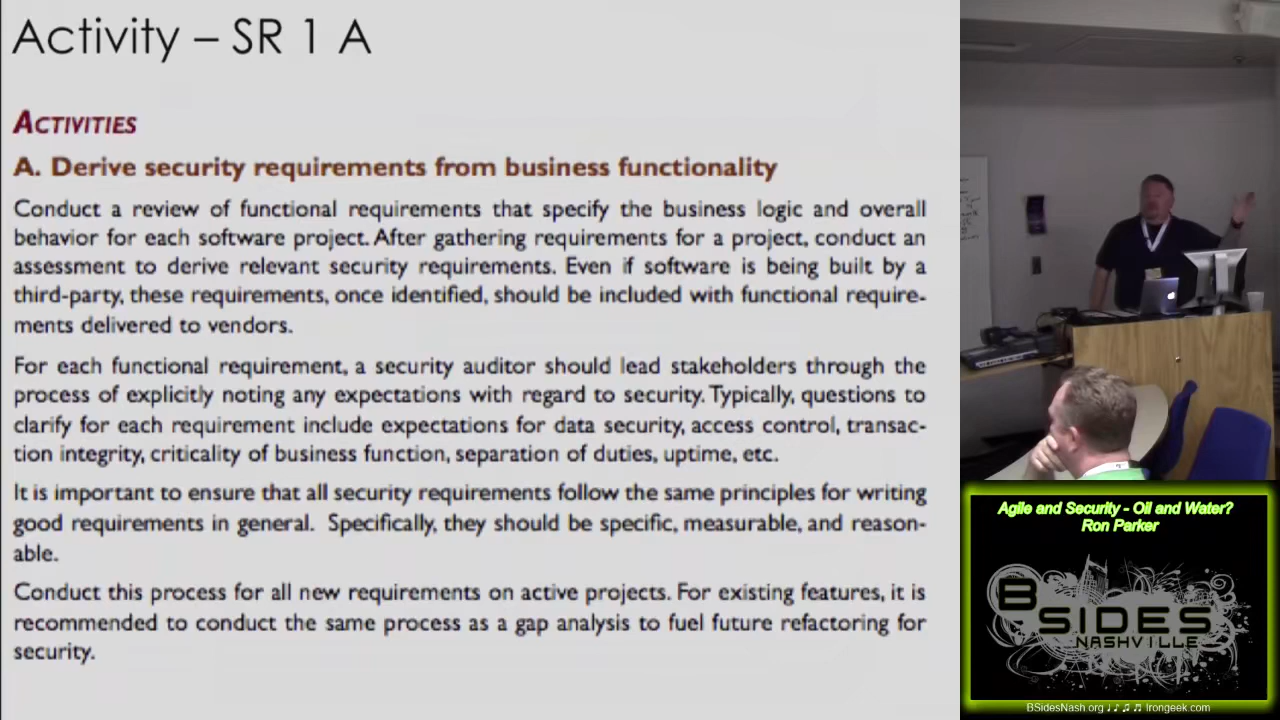 Activity – SR 1 A
ACTIVITIES
A. Derive security requirements from business functionality
Conduct a review of functional requirements that specify the business logic and overall
behavior for each software project. After gathering requirements for a project, conduct an
assessment to derive relevant security requirements. Even if software is being built by a
third-party, these requirements, once identified, should be included with functional require-
ments delivered to vendors.
For each functional requirement, a security auditor should lead stakeholders through the
process of explicitly noting any expectations with regard to security. Typically, questions to
clarify for each requirement include expectations for data security, access control, transac-
tion integrity, criticality of business function, separation of duties, uptime, etc.
It is important to ensure that all security requirements follow the same principles for writing
good requirements in general. Specifically, they should be specific, measurable, and reason-
able.
Conduct this process for all new requirements on active projects. For existing features, it is
recommended to conduct the same process as a gap analysis to fuel future refactoring for
security.
Agile and Security - Oil and Water?
Ron Parker
BSIDES
NASHVILLE
BSidesNash.org ♩♪♫♬ Irongeek.com